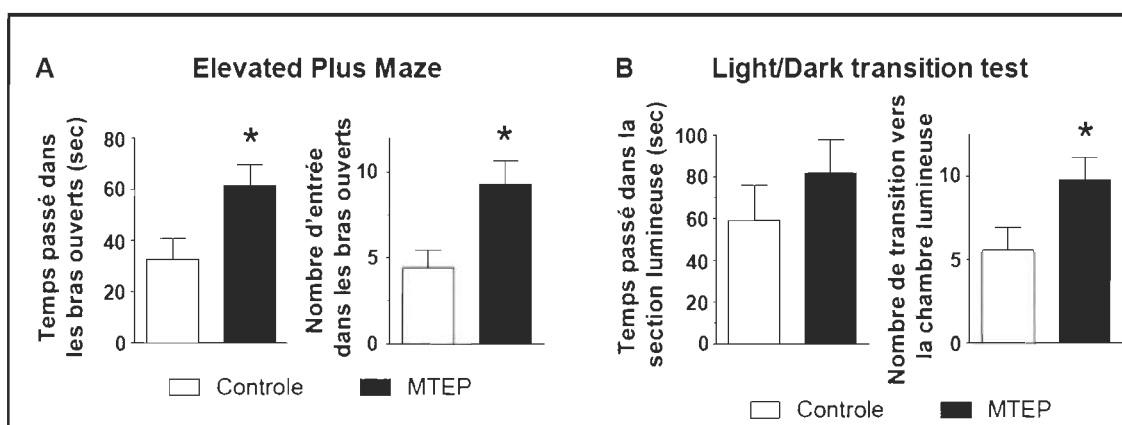 A
Elevated Plus Maze
Temps passé dans
les bras ouverts (sec)
80
60
40
20
0
*
Nombre d'entrée
dans les bras ouverts
10
5
0
*
Controle
MTEP
B
Light/Dark transition test
Temps passé dans la
section lumineuse (sec)
100
80
60
40
20
0
Nombre de transition vers
la chambre lumineuse
10
5
0
*
Controle
MTEP